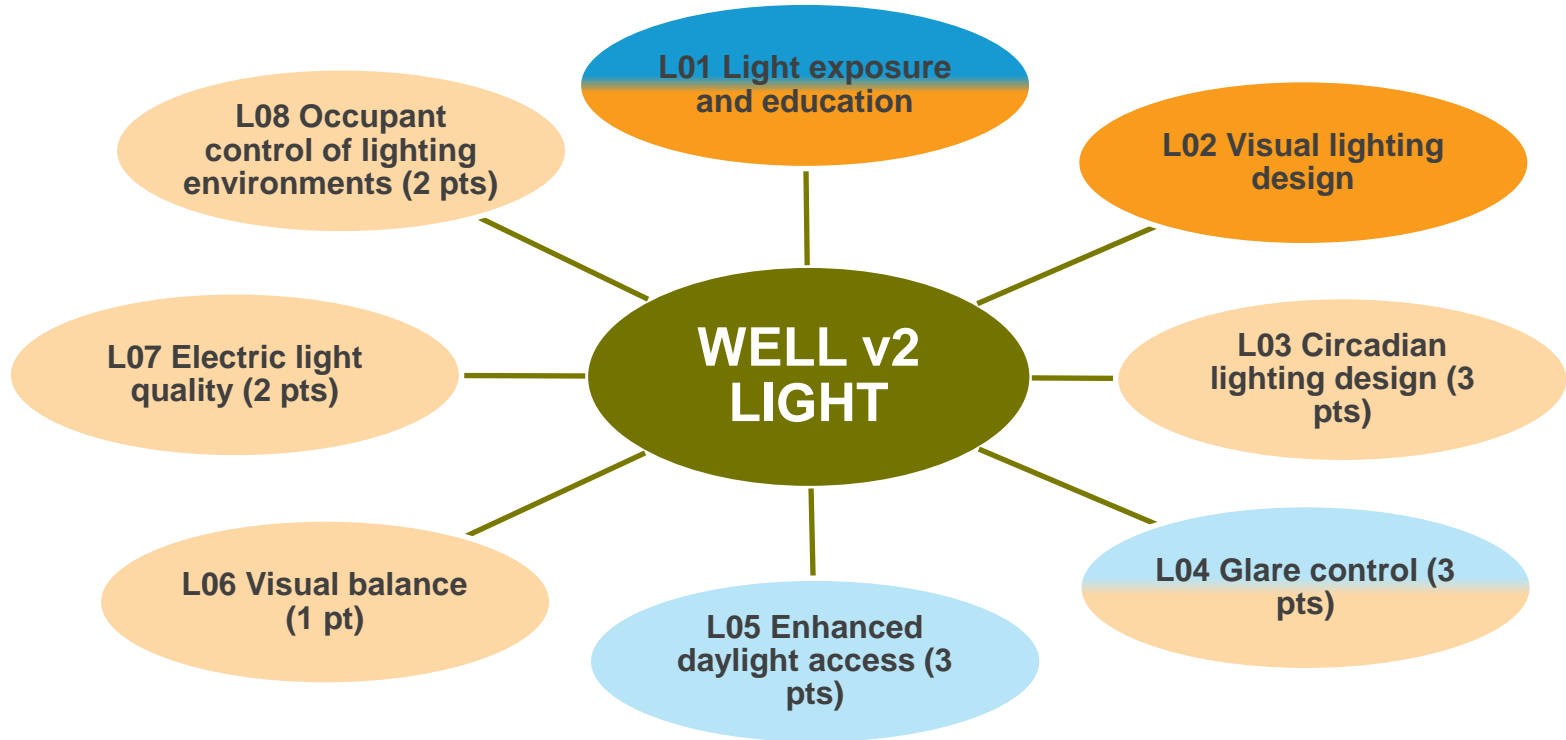 L01 Light exposure
and education
L02 Visual lighting
design
L03 Circadian
lighting design (3
pts)
L04 Glare control (3
pts)
L05 Enhanced
daylight access (3
pts)
L06 Visual balance
(1 pt)
L07 Electric light
quality (2 pts)
L08 Occupant
control of lighting
environments (2 pts)
WELL v2
LIGHT